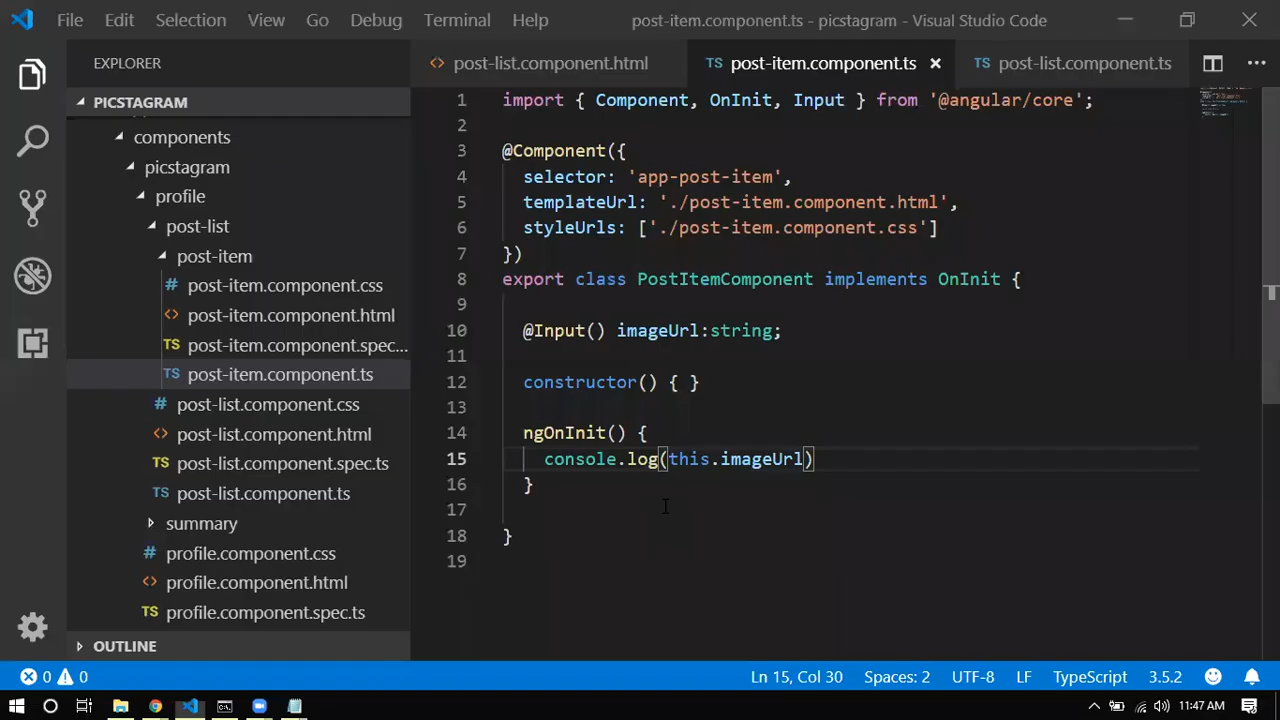 File Edit Selection View Go Debug Terminal Help post-item.component.ts - picstagram - Visual Studio Code
EXPLORER
PICSTAGRAM
components
picstagram
profile
post-list
post-item
# post-item.component.css
<> post-item.component.html
TS post-item.component.spec...
TS post-item.component.ts
# post-list.component.css
<> post-list.component.html
TS post-list.component.spec.ts
TS post-list.component.ts
summary
# profile.component.css
<> profile.component.html
TS profile.component.spec.ts
OUTLINE
<> post-list.component.html TS post-item.component.ts TS post-list.component.ts
1 import { Component, OnInit, Input } from '@angular/core';
2
3 @Component({
4 selector: 'app-post-item',
5 templateUrl: './post-item.component.html',
6 styleUrls: ['./post-item.component.css']
7 })
8 export class PostItemComponent implements OnInit {
9
10 @Input() imageUrl:string;
11
12 constructor() { }
13
14 ngOnInit() {
15 console.log(this.imageUrl)
16 }
17
18 }
19
0 0 Ln 15, Col 30 Spaces: 2 UTF-8 LF TypeScript 3.5.2
11:47 AM